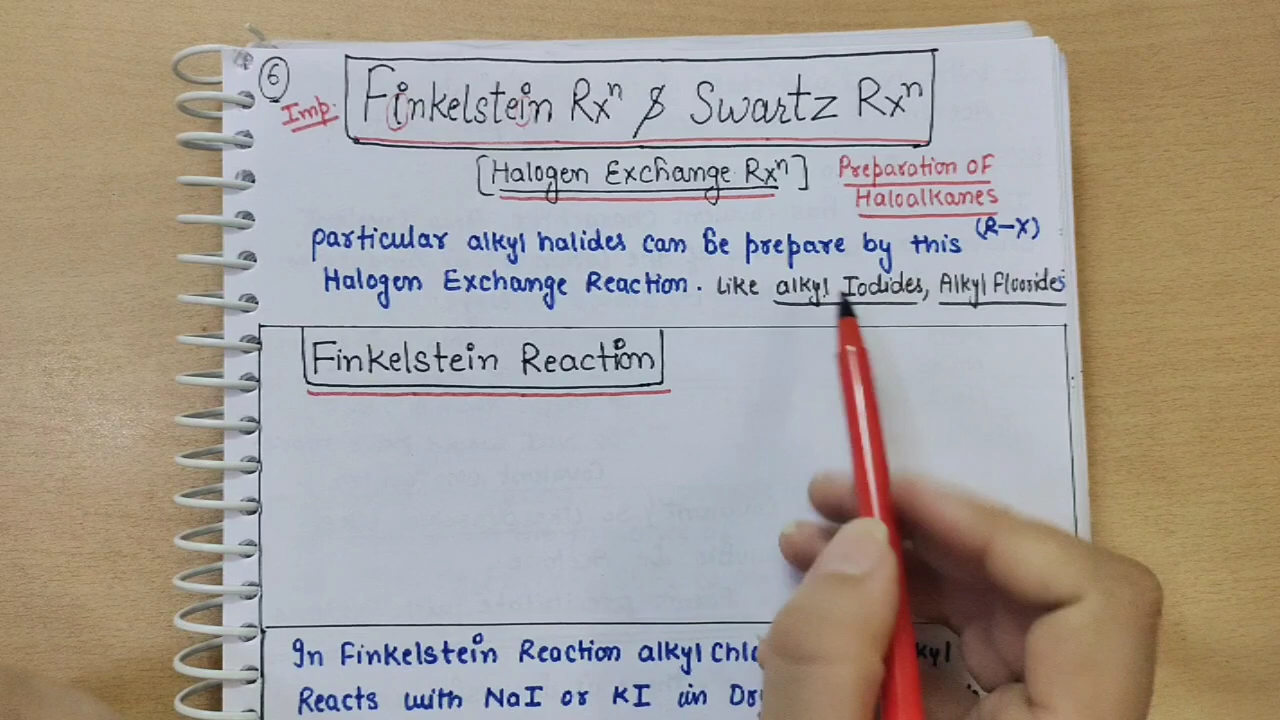 6
Imp.
Finkelstein Rxⁿ & Swartz Rxⁿ
[Halogen Exchange Rxⁿ]
Preparation of
Haloalkanes
(R-X)
particular alkyl halides can be prepare by this
Halogen Exchange Reaction. Like alkyl Iodides, Alkyl Fluorides
Finkelstein Reaction
In Finkelstein Reaction alkyl Chl kyl
Reacts with NaI or KI in